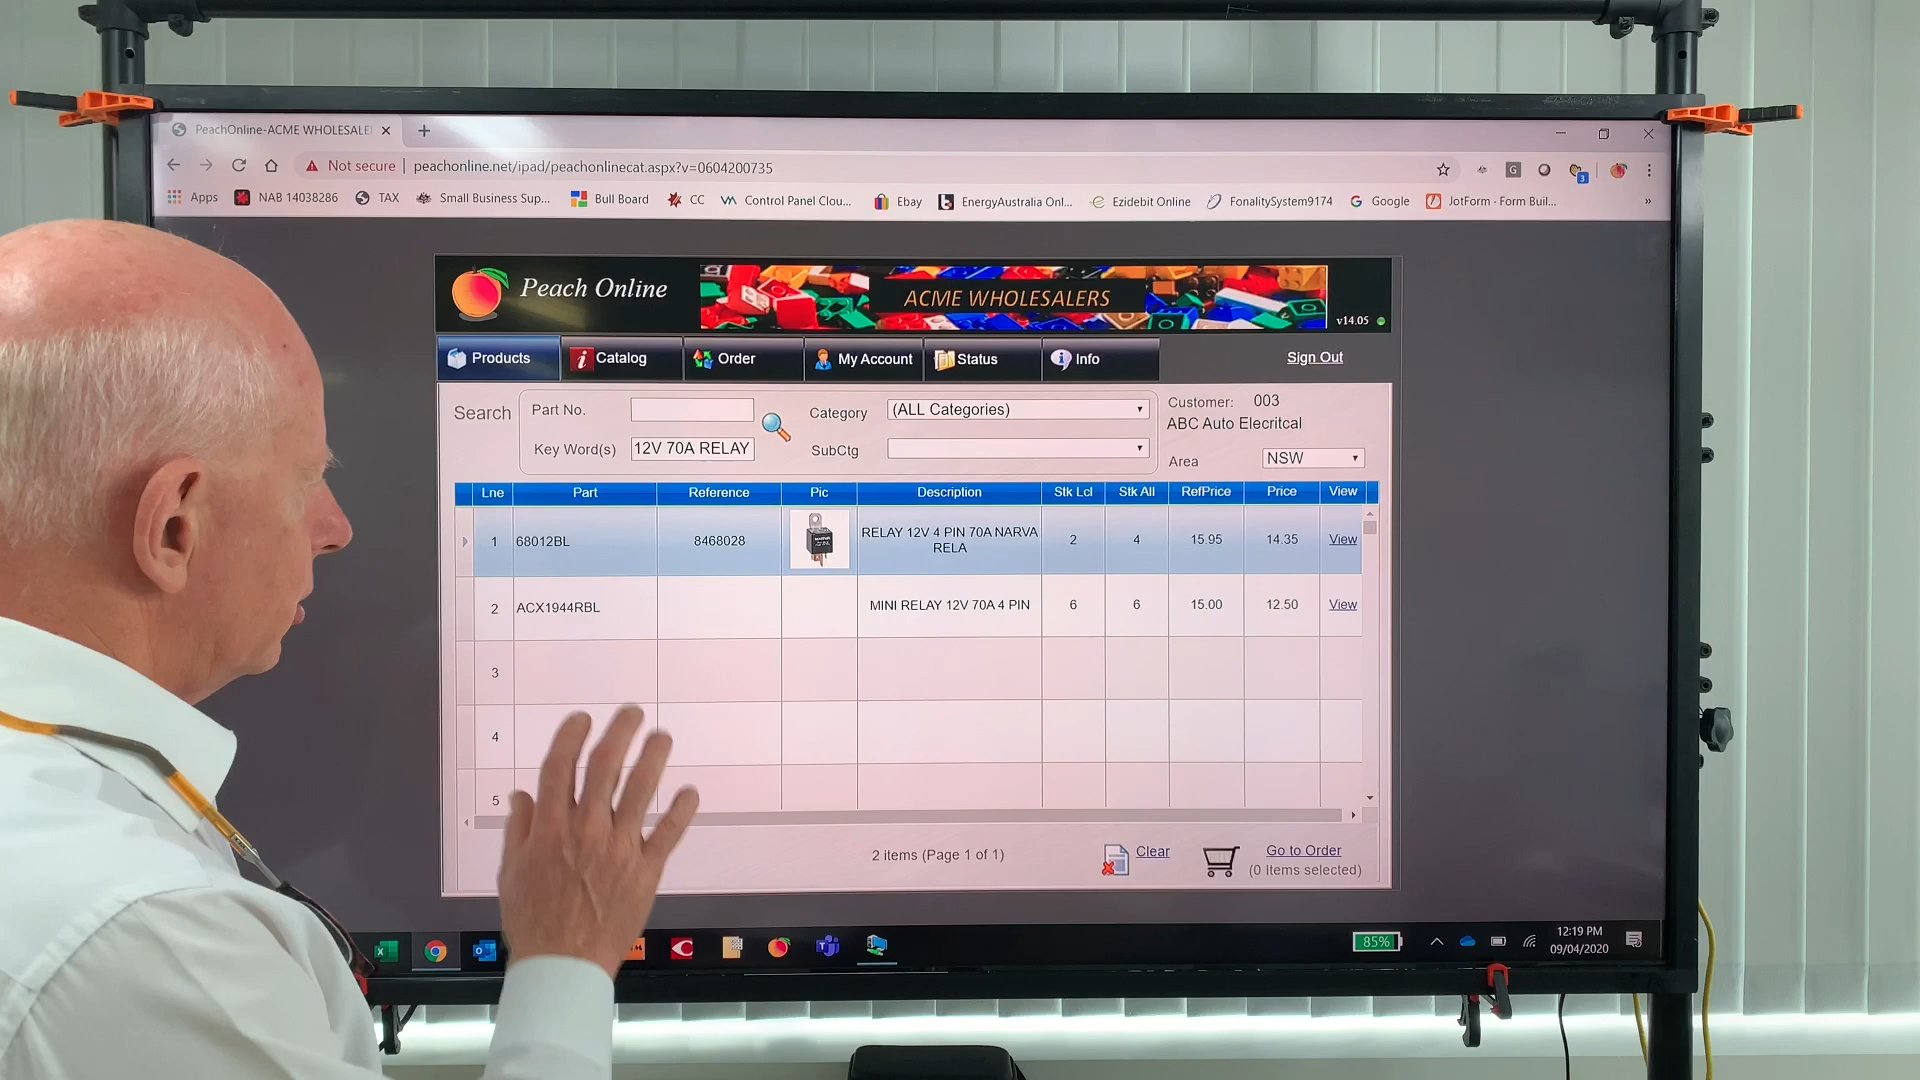 PeachOnline-ACME WHOLESALE
Not secure | peachonline.net/ipad/peachonlinecat.aspx?v=0604200735
Apps NAB 14038286 TAX Small Business Sup... Bull Board CC Control Panel Clou... Ebay EnergyAustralia Onl... Ezidebit Online FonalitySystem9174 Google JotForm - Form Buil... »
Peach Online
ACME WHOLESALERS
v14.05
Products Catalog Order My Account Status Info Sign Out
Search Part No. Category (ALL Categories) Customer: 003
ABC Auto Elecritcal
Key Word(s) 12V 70A RELAY SubCtg Area NSW
Lne Part Reference Pic Description Stk Lcl Stk All RefPrice Price View
1 68012BL 8468028 RELAY 12V 4 PIN 70A NARVA RELA 2 4 15.95 14.35 View
2 ACX1944RBL MINI RELAY 12V 70A 4 PIN 6 6 15.00 12.50 View
3
4
5
2 items (Page 1 of 1) Clear Go to Order
(0 Items selected)
85% 12:19 PM
09/04/2020